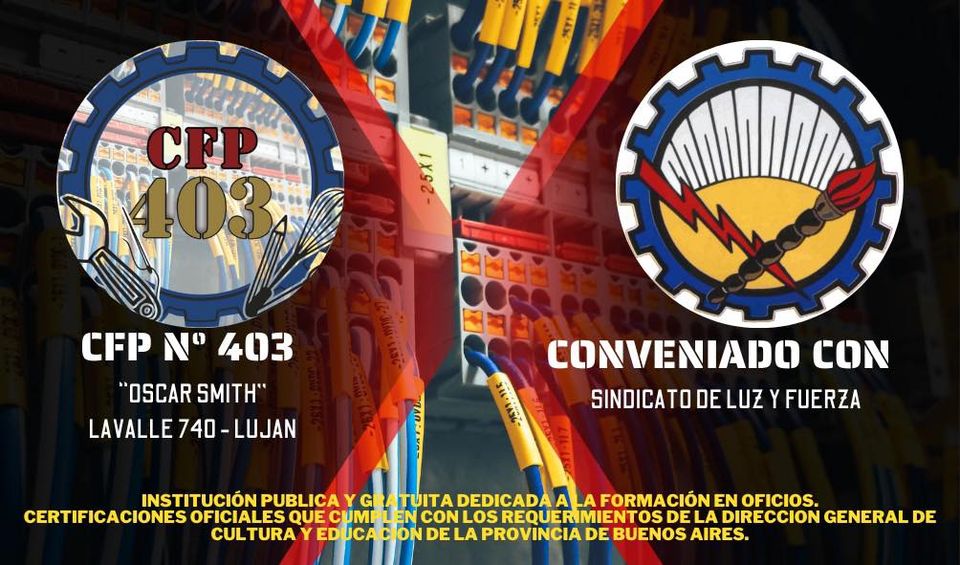 CFP
403
CFP Nº 403
"OSCAR SMITH"
LAVALLE 740 - LUJAN
CONVENIADO CON
SINDICATO DE LUZ Y FUERZA
-25X1
INSTITUCIÓN PUBLICA Y GRATUITA DEDICADA A LA FORMACIÓN EN OFICIOS.
CERTIFICACIONES OFICIALES QUE CUMPLEN CON LOS REQUERIMIENTOS DE LA DIRECCION GENERAL DE
CULTURA Y EDUCACION DE LA PROVINCIA DE BUENOS AIRES.